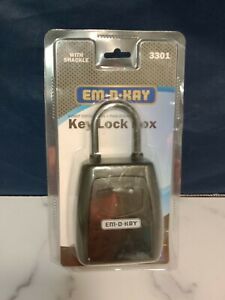 WITH
SHACKLE
3301
EM-D-KAY
Key Lock Box
EM-D-KAY